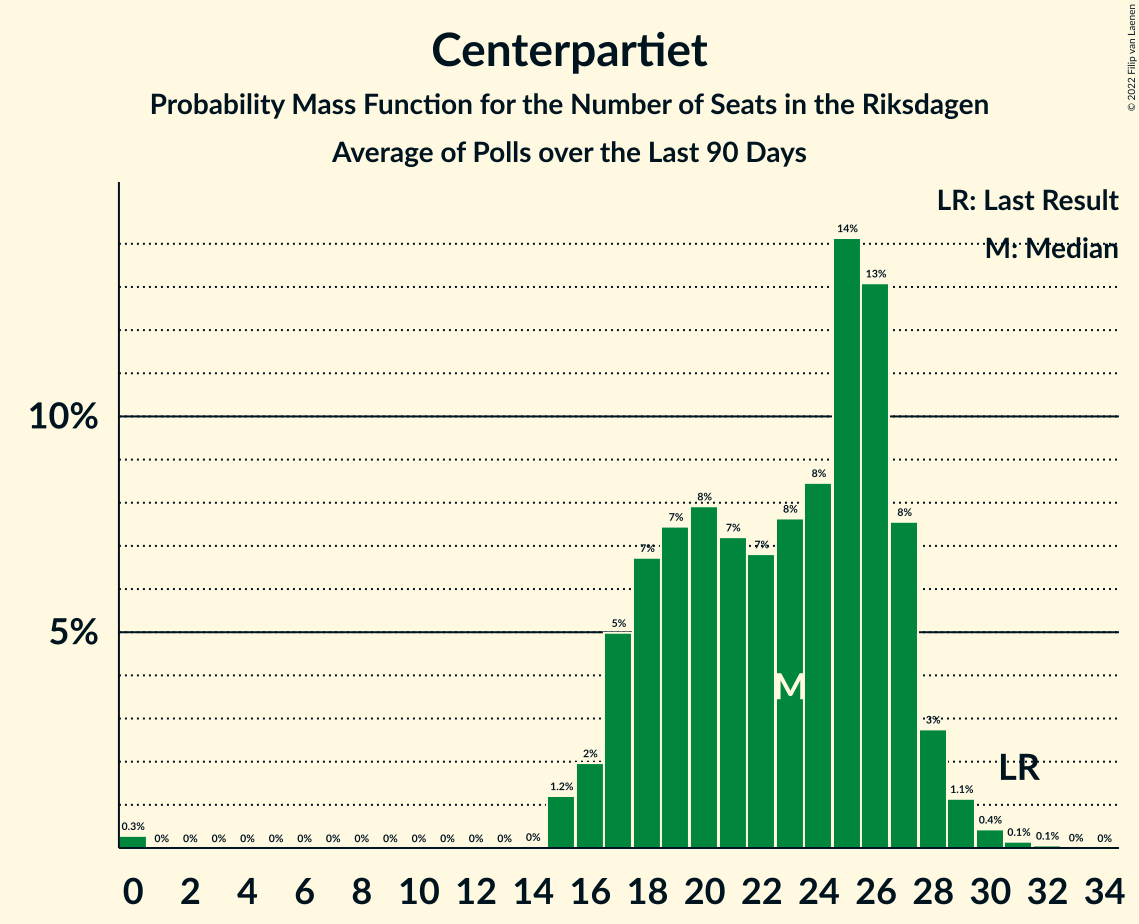 Centerpartiet
Probability Mass Function for the Number of Seats in the Riksdagen
Average of Polls over the Last 90 Days
© 2022 Filip van Laenen
LR: Last Result
M: Median
10%
5%
0.3% 0% 0% 0% 0% 0% 0% 0% 0% 0% 0% 0% 0% 0% 0% 1.2% 2% 5% 7% 7% 8% 7% 7% 8% 8% 14% 13% 8% 3% 1.1% 0.4% 0.1% 0.1% 0% 0%
M
LR
0 2 4 6 8 10 12 14 16 18 20 22 24 26 28 30 32 34